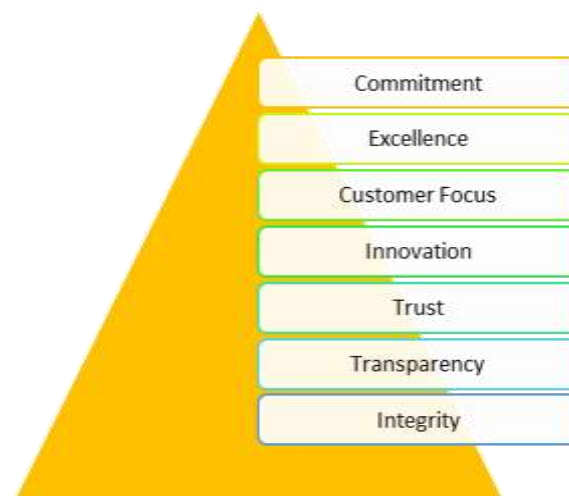 Commitment
Excellence
Customer Focus
Innovation
Trust
Transparency
Integrity